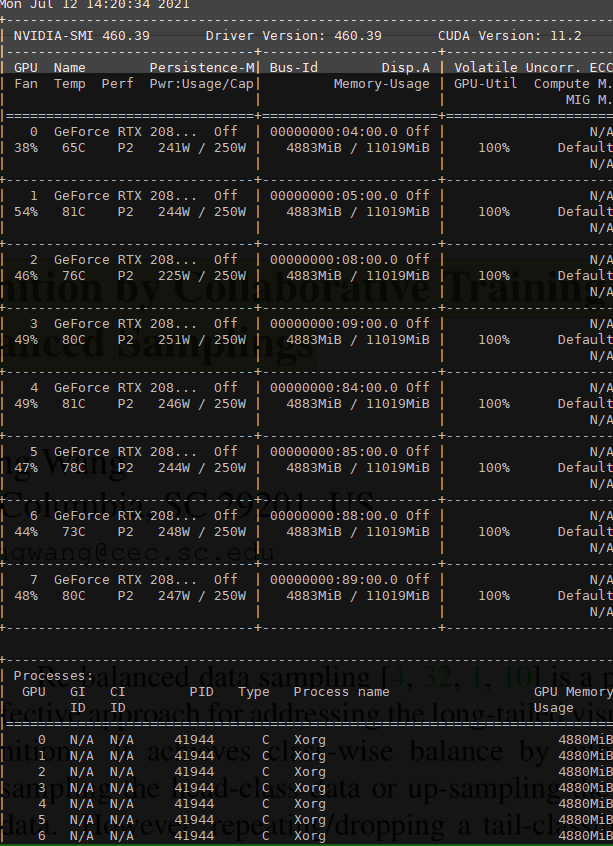 Mon Jul 12 14:20:34 2021
NVIDIA-SMI 460.39 Driver Version: 460.39 CUDA Version: 11.2
GPU Name Persistence-M| Bus-Id Disp.A | Volatile Uncorr. ECC
Fan Temp Perf Pwr:Usage/Cap| Memory-Usage | GPU-Util Compute M.
MIG M.
0 GeForce RTX 208... Off | 00000000:04:00.0 Off | N/A
38% 65C P2 241W / 250W | 4883MiB / 11019MiB | 100% Default
N/A
1 GeForce RTX 208... Off | 00000000:05:00.0 Off | N/A
54% 81C P2 244W / 250W | 4883MiB / 11019MiB | 100% Default
N/A
2 GeForce RTX 208... Off | 00000000:08:00.0 Off | N/A
46% 76C P2 225W / 250W | 4883MiB / 11019MiB | 100% Default
N/A
nition by Collaborative Training
3 GeForce RTX 208... Off | 00000000:09:00.0 Off | N/A
49% 80C P2 251W / 250W | 4883MiB / 11019MiB | 100% Default
anced Samplings
N/A
4 GeForce RTX 208... Off | 00000000:84:00.0 Off | N/A
49% 81C P2 246W / 250W | 4883MiB / 11019MiB | 100% Default
N/A
5 GeForce RTX 208... Off | 00000000:85:00.0 Off | N/A
ng Wang
47% 78C P2 244W / 250W | 4883MiB / 11019MiB | 100% Default
N/A
Columbia, SC 29201, US
6 GeForce RTX 208... Off | 00000000:88:00.0 Off | N/A
44% 73C P2 248W / 250W | 4883MiB / 11019MiB | 100% Default
N/A
ngwang@cec.sc.edu
7 GeForce RTX 208... Off | 00000000:89:00.0 Off | N/A
48% 80C P2 247W / 250W | 4883MiB / 11019MiB | 100% Default
N/A
Processes:
Re-balanced data sampling [4, 32, 1, 10] is a p
GPU GI CI PID Type Process name GPU Memory
ID ID Usage
fective approach for addressing the long-tailed visu
0 N/A N/A 41944 C Xorg 4880MiB
1 N/A N/A 41944 C Xorg 4880MiB
nition. It achieves class-wise balance by
2 N/A N/A 41944 C Xorg 4880MiB
3 N/A N/A 41944 C Xorg 4880MiB
sampling the head-class data or up-sampling
4 N/A N/A 41944 C Xorg 4880MiB
5 N/A N/A 41944 C Xorg 4880MiB
data. However, repeating/dropping a tail-class
6 N/A N/A 41944 C Xorg 4880MiB